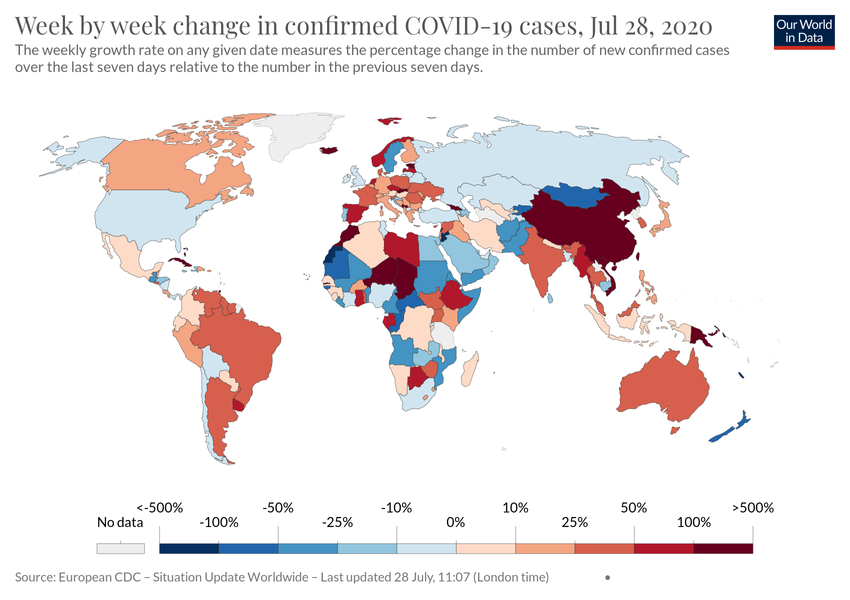 Week by week change in confirmed COVID-19 cases, Jul 28, 2020
Our World
in Data
The weekly growth rate on any given date measures the percentage change in the number of new confirmed cases
over the last seven days relative to the number in the previous seven days.
<-500% -50% -10% 10% 50% >500%
No data -100% -25% 0% 25% 100%
Source: European CDC – Situation Update Worldwide – Last updated 28 July, 11:07 (London time) •